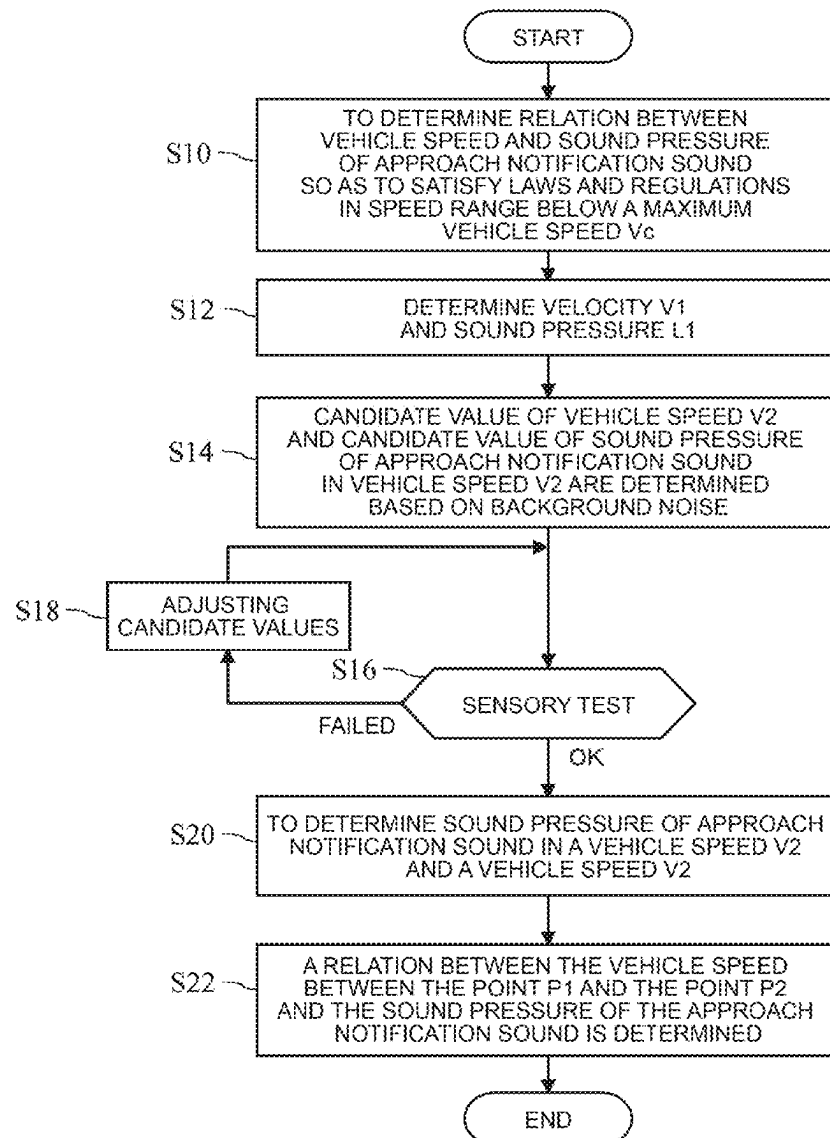 START
S10
TO DETERMINE RELATION BETWEEN
VEHICLE SPEED AND SOUND PRESSURE
OF APPROACH NOTIFICATION SOUND
SO AS TO SATISFY LAWS AND REGULATIONS
IN SPEED RANGE BELOW A MAXIMUM
VEHICLE SPEED Vc
S12
DETERMINE VELOCITY V1
AND SOUND PRESSURE L1
S14
CANDIDATE VALUE OF VEHICLE SPEED V2
AND CANDIDATE VALUE OF SOUND PRESSURE
OF APPROACH NOTIFICATION SOUND
IN VEHICLE SPEED V2 ARE DETERMINED
BASED ON BACKGROUND NOISE
S18
ADJUSTING
CANDIDATE VALUES
S16
SENSORY TEST
FAILED
OK
S20
TO DETERMINE SOUND PRESSURE OF APPROACH
NOTIFICATION SOUND IN A VEHICLE SPEED V2
AND A VEHICLE SPEED V2
S22
A RELATION BETWEEN THE VEHICLE SPEED
BETWEEN THE POINT P1 AND THE POINT P2
AND THE SOUND PRESSURE OF THE APPROACH
NOTIFICATION SOUND IS DETERMINED
END